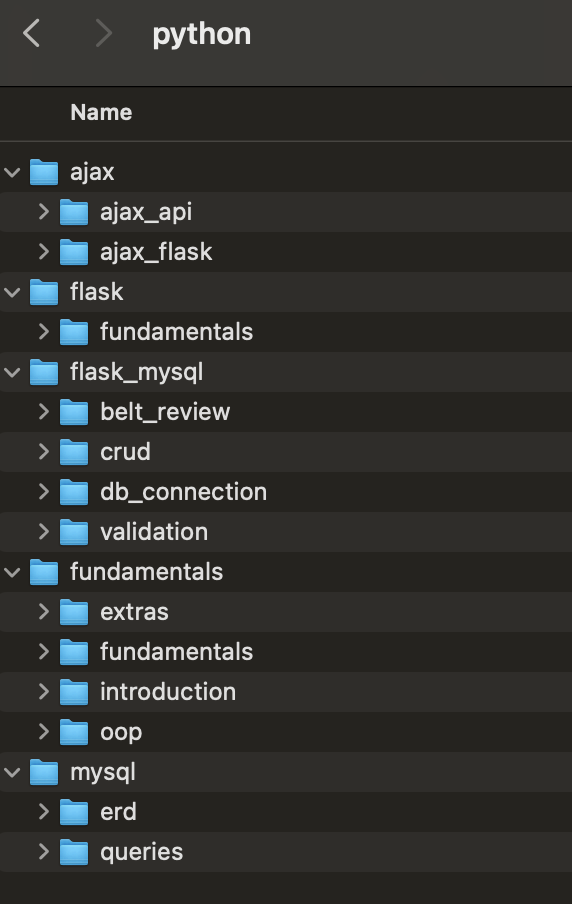 python
Name
ajax
ajax_api
ajax_flask
flask
fundamentals
flask_mysql
belt_review
crud
db_connection
validation
fundamentals
extras
fundamentals
introduction
oop
mysql
erd
queries